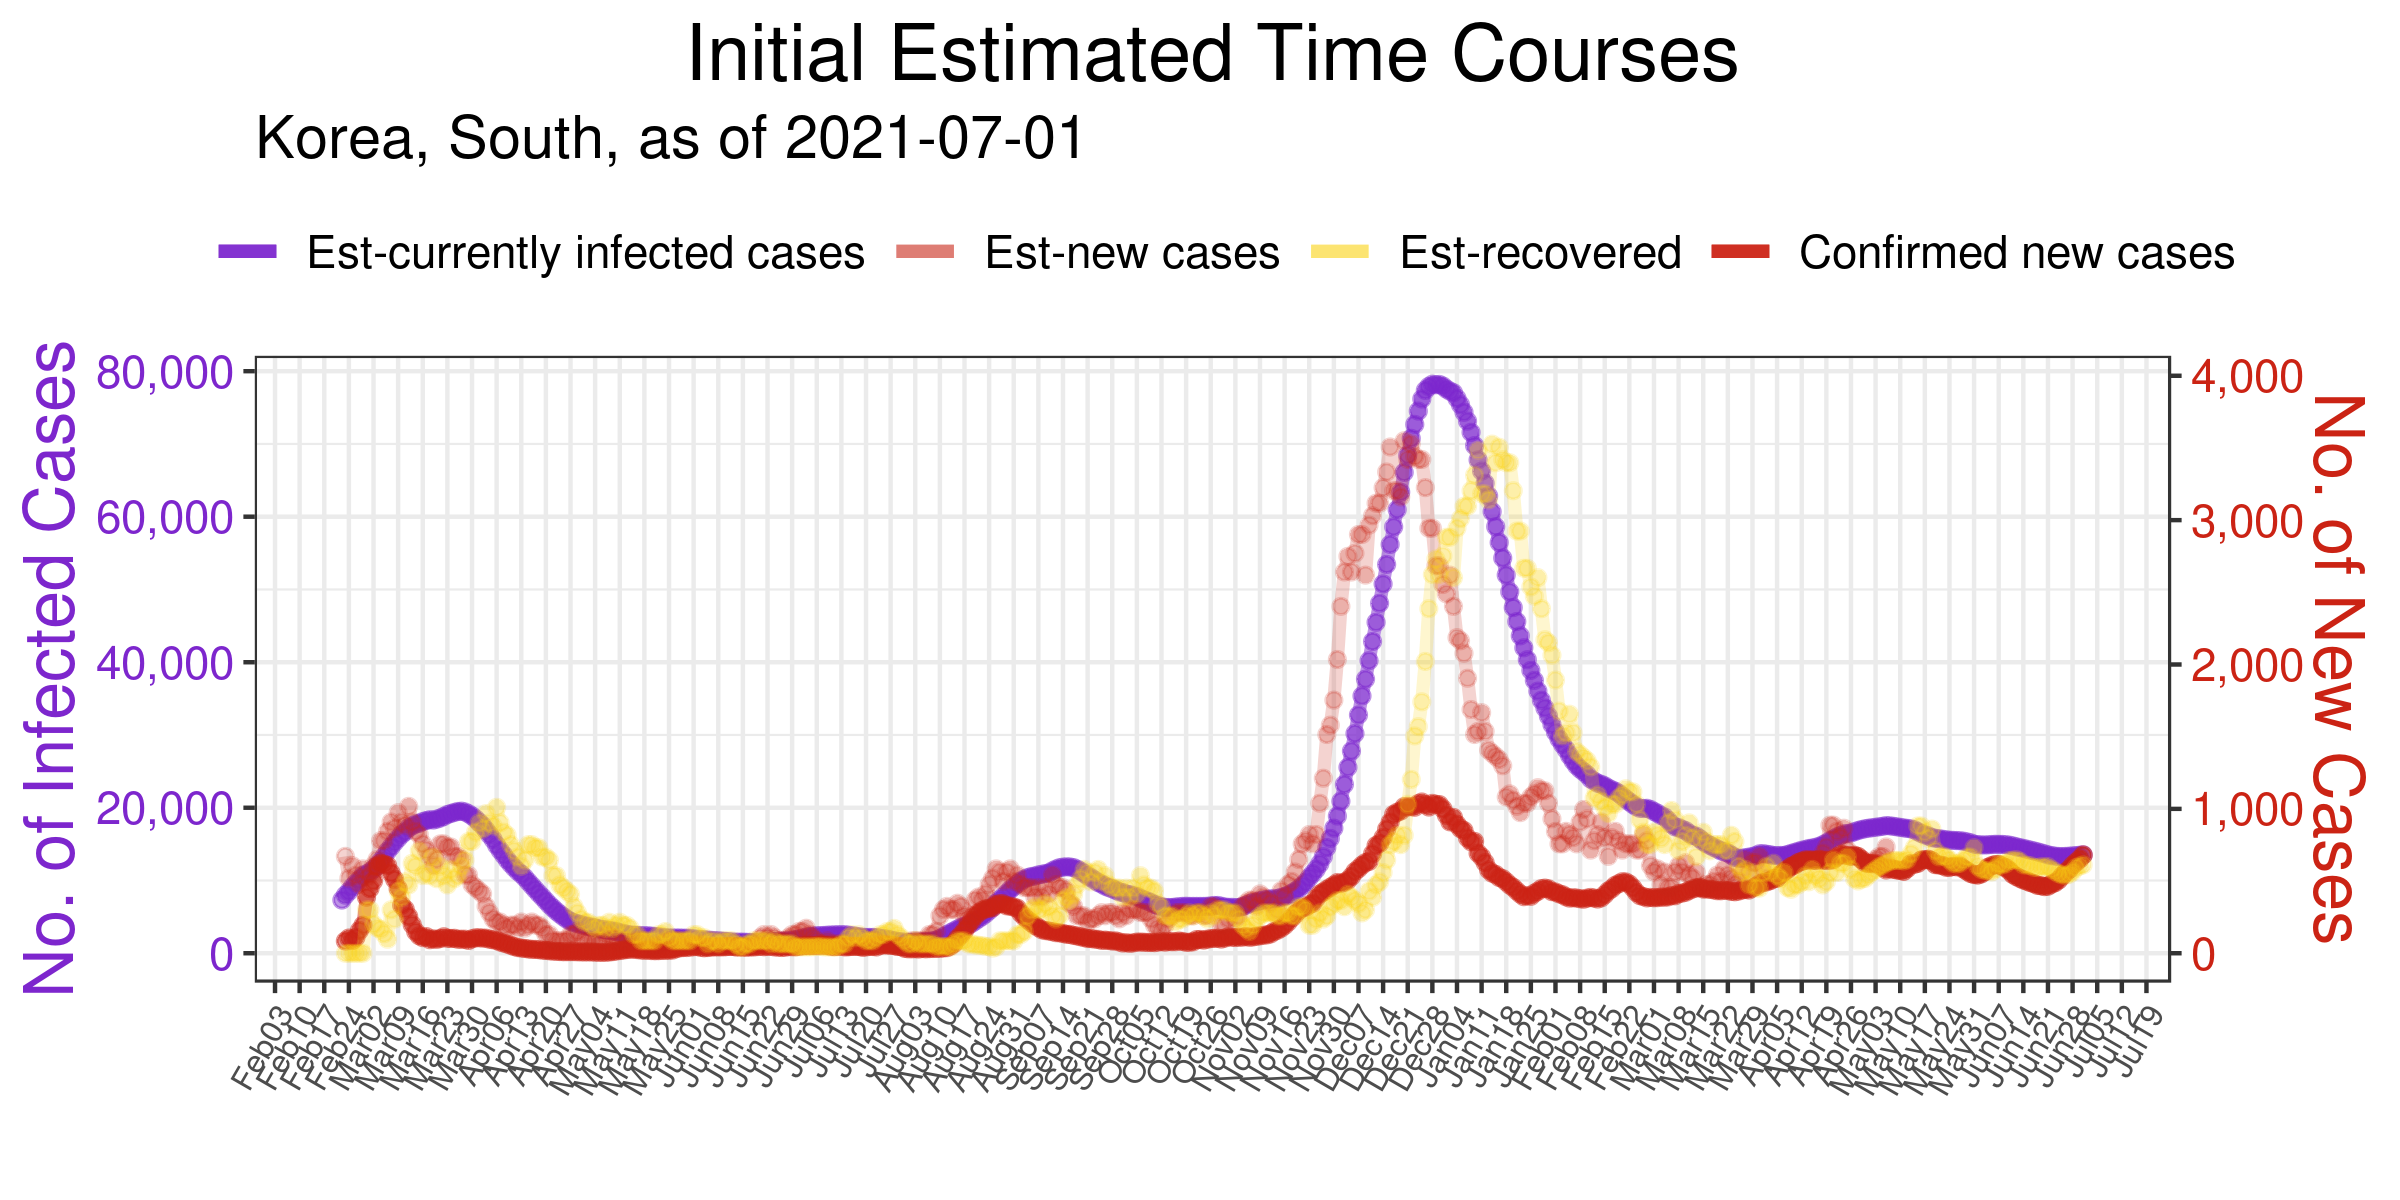 Initial Estimated Time Courses
Korea, South, as of 2021-07-01
Est-currently infected cases
Est-new cases
Est-recovered
Confirmed new cases
No. of Infected Cases
80,000
60,000
40,000
20,000
0
4,000
3,000
2,000
1,000
0
No. of New Cases
Feb03
Feb10
Feb17
Feb24
Mar02
Mar09
Mar16
Mar23
Mar30
Apr06
Apr13
Apr20
Apr27
May04
May11
May18
May25
Jun01
Jun08
Jun15
Jun22
Jun29
Jul06
Jul13
Jul20
Jul27
Aug03
Aug10
Aug17
Aug24
Aug31
Sep07
Sep14
Sep21
Sep28
Oct05
Oct12
Oct19
Oct26
Nov02
Nov09
Nov16
Nov23
Nov30
Dec07
Dec14
Dec21
Dec28
Jan04
Jan11
Jan18
Jan25
Feb01
Feb08
Feb15
Feb22
Mar01
Mar08
Mar15
Mar22
Mar29
Apr05
Apr12
Apr19
Apr26
May03
May10
May17
May24
May31
Jun07
Jun14
Jun21
Jun28
Jul05
Jul12
Jul19